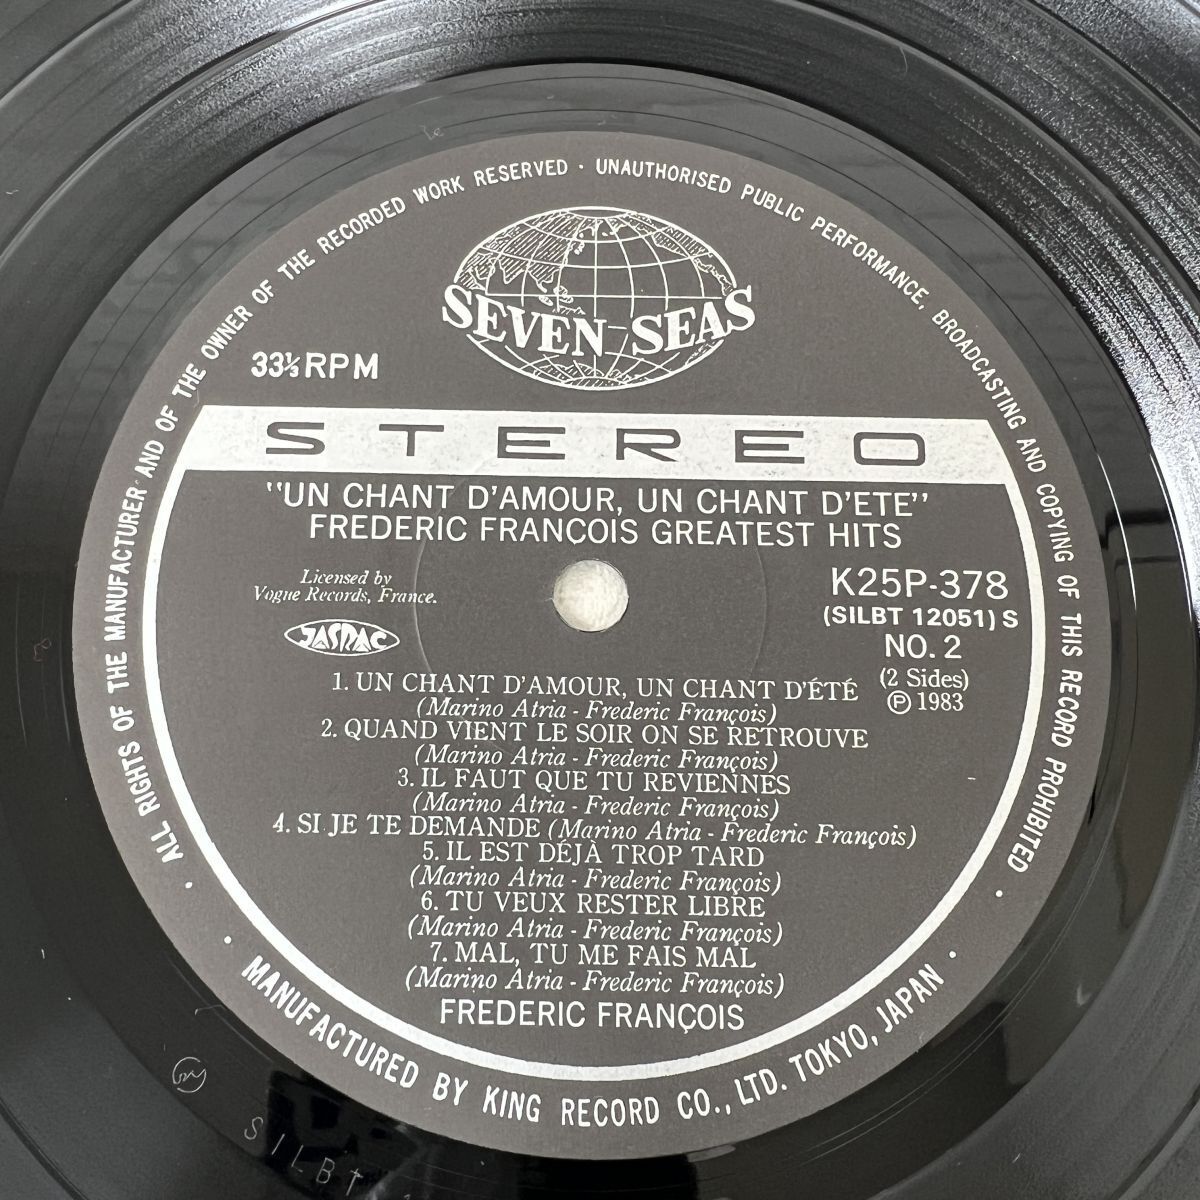 ALL RIGHTS OF THE MANUFACTURER AND OF THE OWNER OF THE RECORDED WORK RESERVED · UNAUTHORISED PUBLIC PERFORMANCE, BROADCASTING AND COPYING OF THIS RECORD PROHIBITED
SEVEN SEAS
33⅓ RPM
STEREO
"UN CHANT D'AMOUR, UN CHANT D'ETE"
FREDERIC FRANÇOIS GREATEST HITS
Licensed by
Vogue Records, France.
JASRAC
K25P-378
(SILBT 12051) S
NO. 2
(2 Sides)
Ⓟ 1983
1. UN CHANT D'AMOUR, UN CHANT D'ÉTÉ
(Marino Atria - Frederic François)
2. QUAND VIENT LE SOIR ON SE RETROUVE
(Marino Atria - Frederic François)
3. IL FAUT QUE TU REVIENNES
(Marino Atria - Frederic François)
4. SI JE TE DEMANDE (Marino Atria - Frederic François)
5. IL EST DÉJÀ TROP TARD
(Marino Atria - Frederic François)
6. TU VEUX RESTER LIBRE
(Marino Atria - Frederic François)
7. MAL, TU ME FAIS MAL
(Marino Atria - Frederic François)
FREDERIC FRANÇOIS
· MANUFACTURED BY KING RECORD CO., LTD. TOKYO, JAPAN ·
SILBT